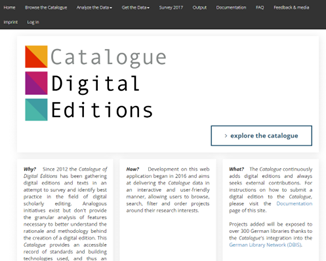 Home Browse the Catalogue Analyze the Data Get the Data Survey 2017 Output Documentation FAQ Feedback & media
Imprint Log in
Catalogue
Digital
Editions
> explore the catalogue
Why? Since 2012 the Catalogue of
Digital Editions has been gathering
digital editions and texts in an
attempt to survey and identify best
practice in the field of digital
scholarly editing. Analogous
initiatives exist but don't provide
the granular analysis of features
necessary to better understand the
rationale and methodology behind
the creation of a digital edition. This
Catalogue provides an accessible
record of standards and building
technologies used, and thus an
How? Development on this web
application began in 2016 and aims
at delivering the Catalogue data in
an interactive and user-friendly
manner, allowing users to browse,
search, filter and order projects
around their research interests.
What? The Catalogue continuously
adds digital editions and always
seeks external contributions. For
instructions on how to submit a
digital edition to the Catalogue,
please visit the Documentation
page of this site.
Projects added will be exposed to
over 300 German libraries thanks to
the Catalogue's integration into the
German Library Network (DBIS).